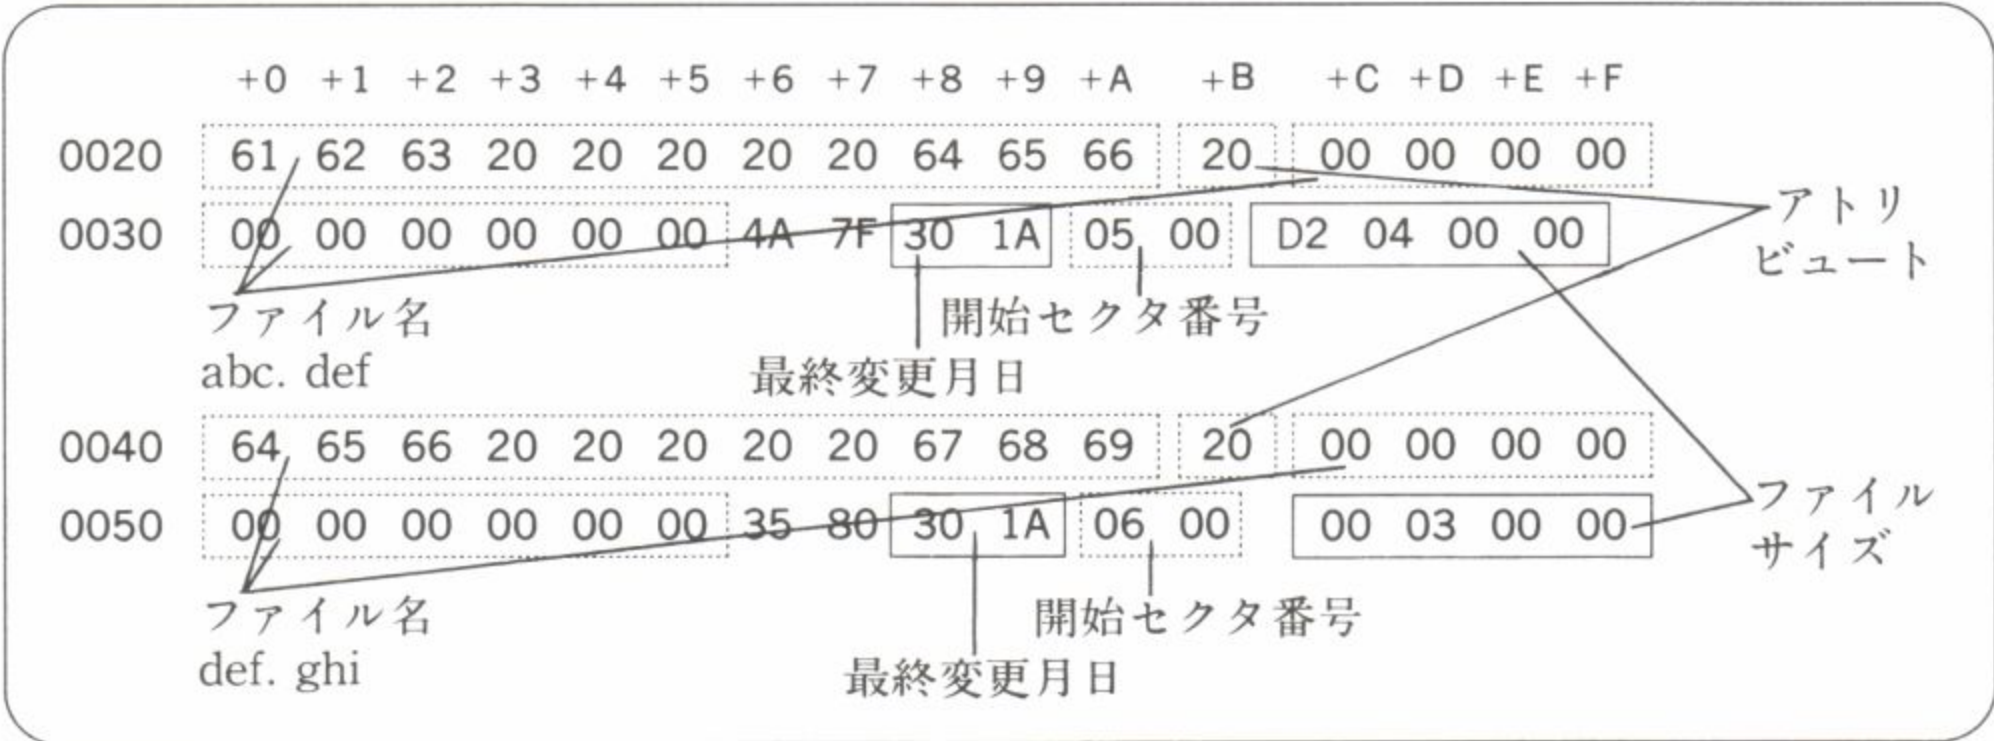 +0 +1 +2 +3 +4 +5 +6 +7 +8 +9 +A +B +C +D +E +F
0020 61 62 63 20 20 20 20 20 64 65 66 20 00 00 00 00
0030 00 00 00 00 00 00 4A 7F 30 1A 05 00 D2 04 00 00
アトリ
ビュート
ファイル名
abc. def
開始セクタ番号
最終変更月日
0040 64 65 66 20 20 20 20 20 67 68 69 20 00 00 00 00
0050 00 00 00 00 00 00 35 80 30 1A 06 00 00 03 00 00
ファイル
サイズ
ファイル名
def. ghi
開始セクタ番号
最終変更月日